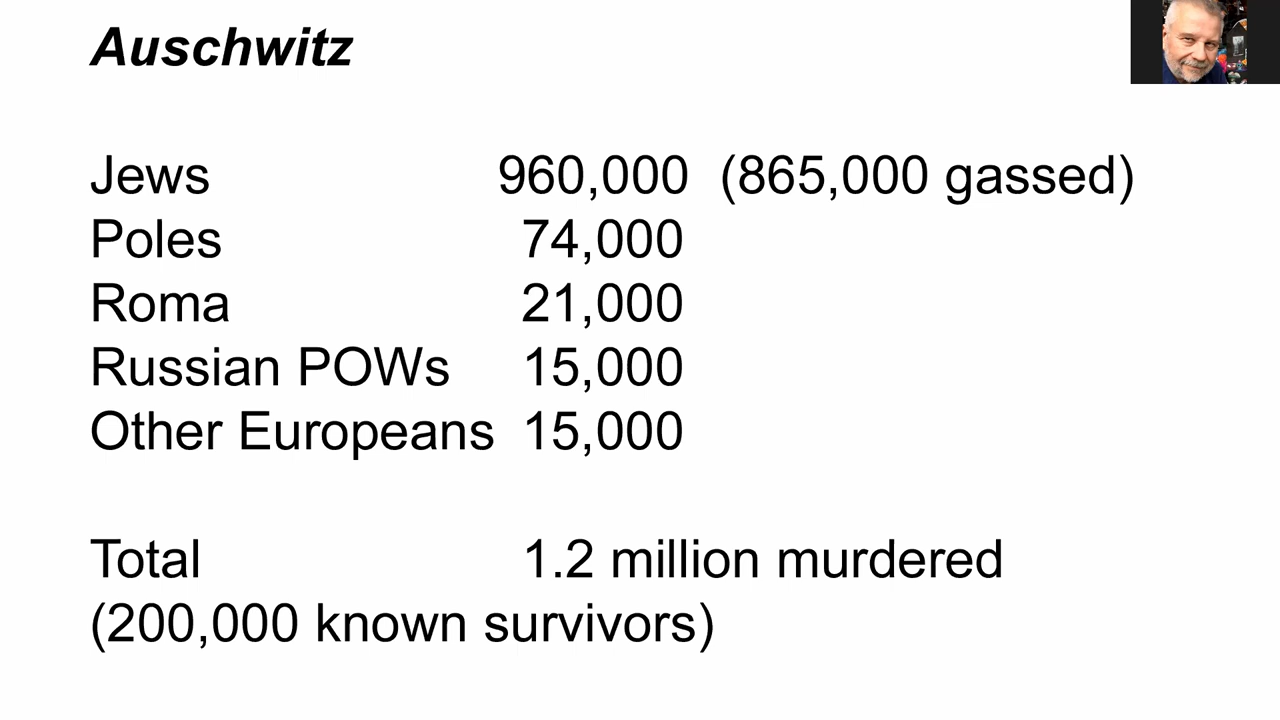 Auschwitz
Jews 960,000 (865,000 gassed)
Poles 74,000
Roma 21,000
Russian POWs 15,000
Other Europeans 15,000
Total 1.2 million murdered
(200,000 known survivors)